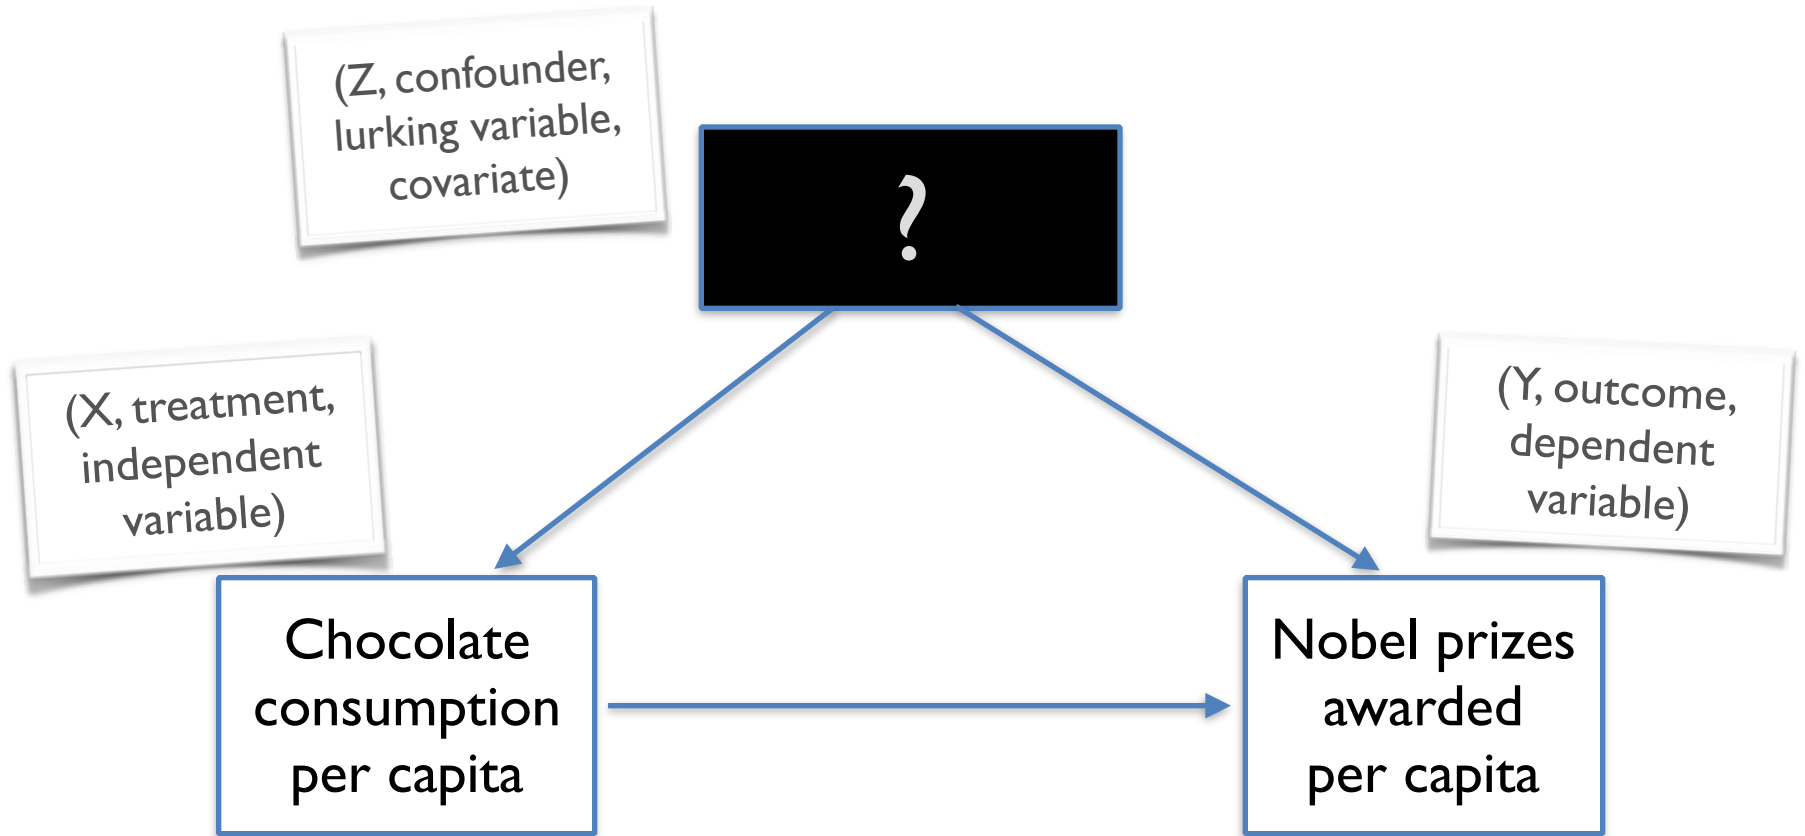 (Z, confounder,
lurking variable,
covariate)
?
(X, treatment,
independent
variable)
(Y, outcome,
dependent
variable)
Chocolate
consumption
per capita
Nobel prizes
awarded
per capita